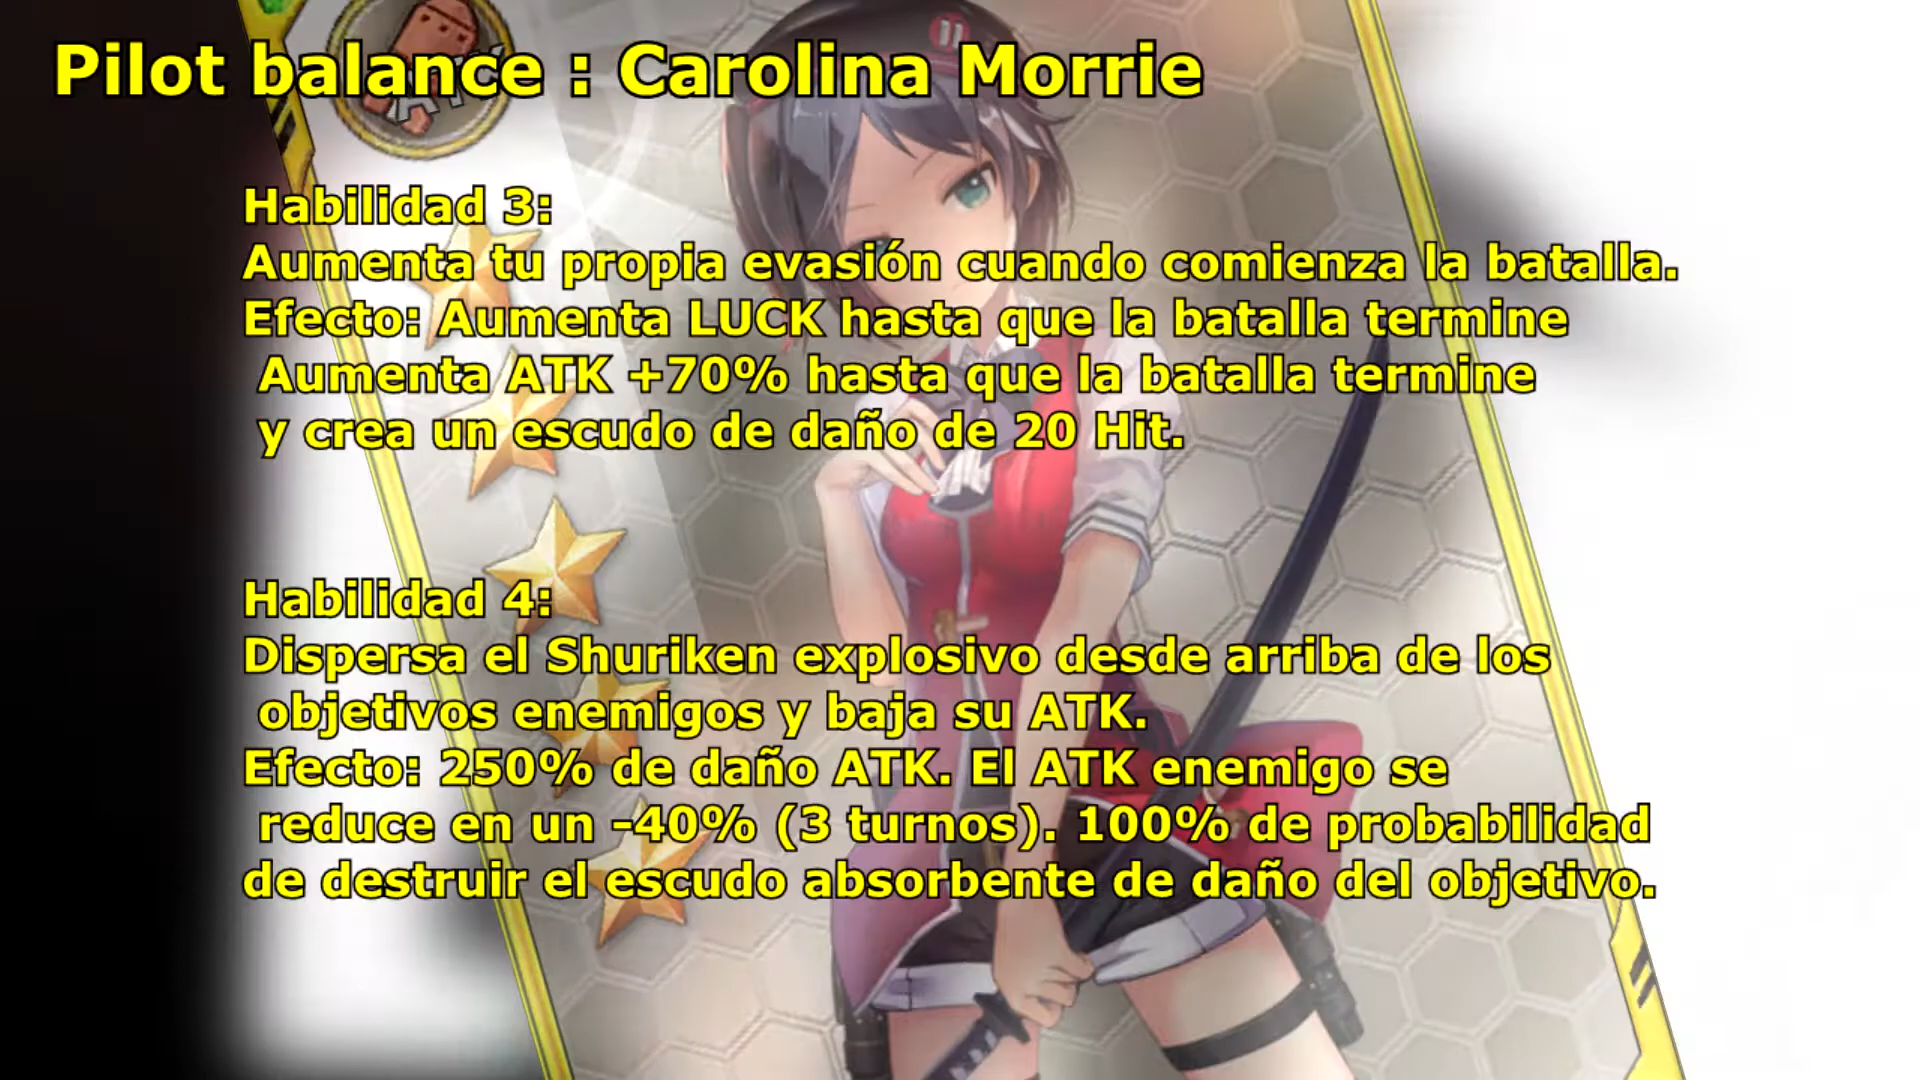 Pilot balance : Carolina Morrie
Habilidad 3:
Aumenta tu propia evasión cuando comienza la batalla.
Efecto: Aumenta LUCK hasta que la batalla termine
Aumenta ATK +70% hasta que la batalla termine
y crea un escudo de daño de 20 Hit.
Habilidad 4:
Dispersa el Shuriken explosivo desde arriba de los
objetivos enemigos y baja su ATK.
Efecto: 250% de daño ATK. El ATK enemigo se
reduce en un -40% (3 turnos). 100% de probabilidad
de destruir el escudo absorbente de daño del objetivo.